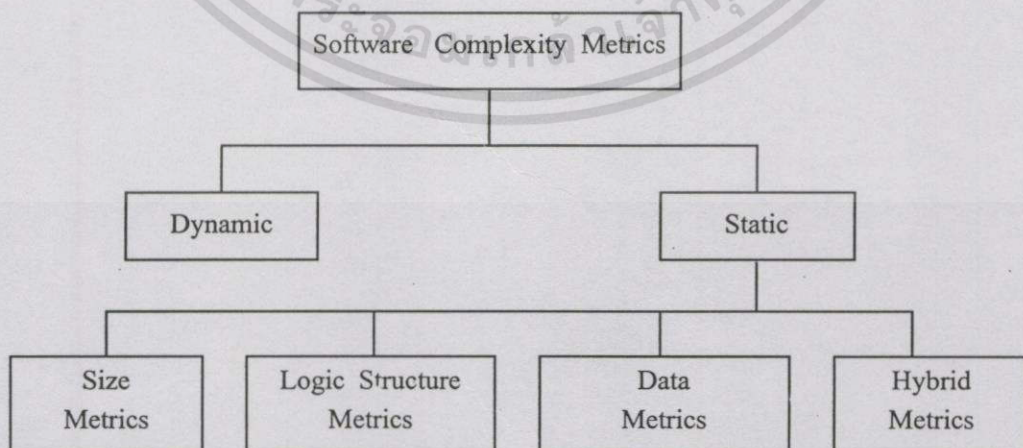 Software Complexity Metrics
Dynamic
Static
Size
Metrics
Logic Structure
Metrics
Data
Metrics
Hybrid
Metrics